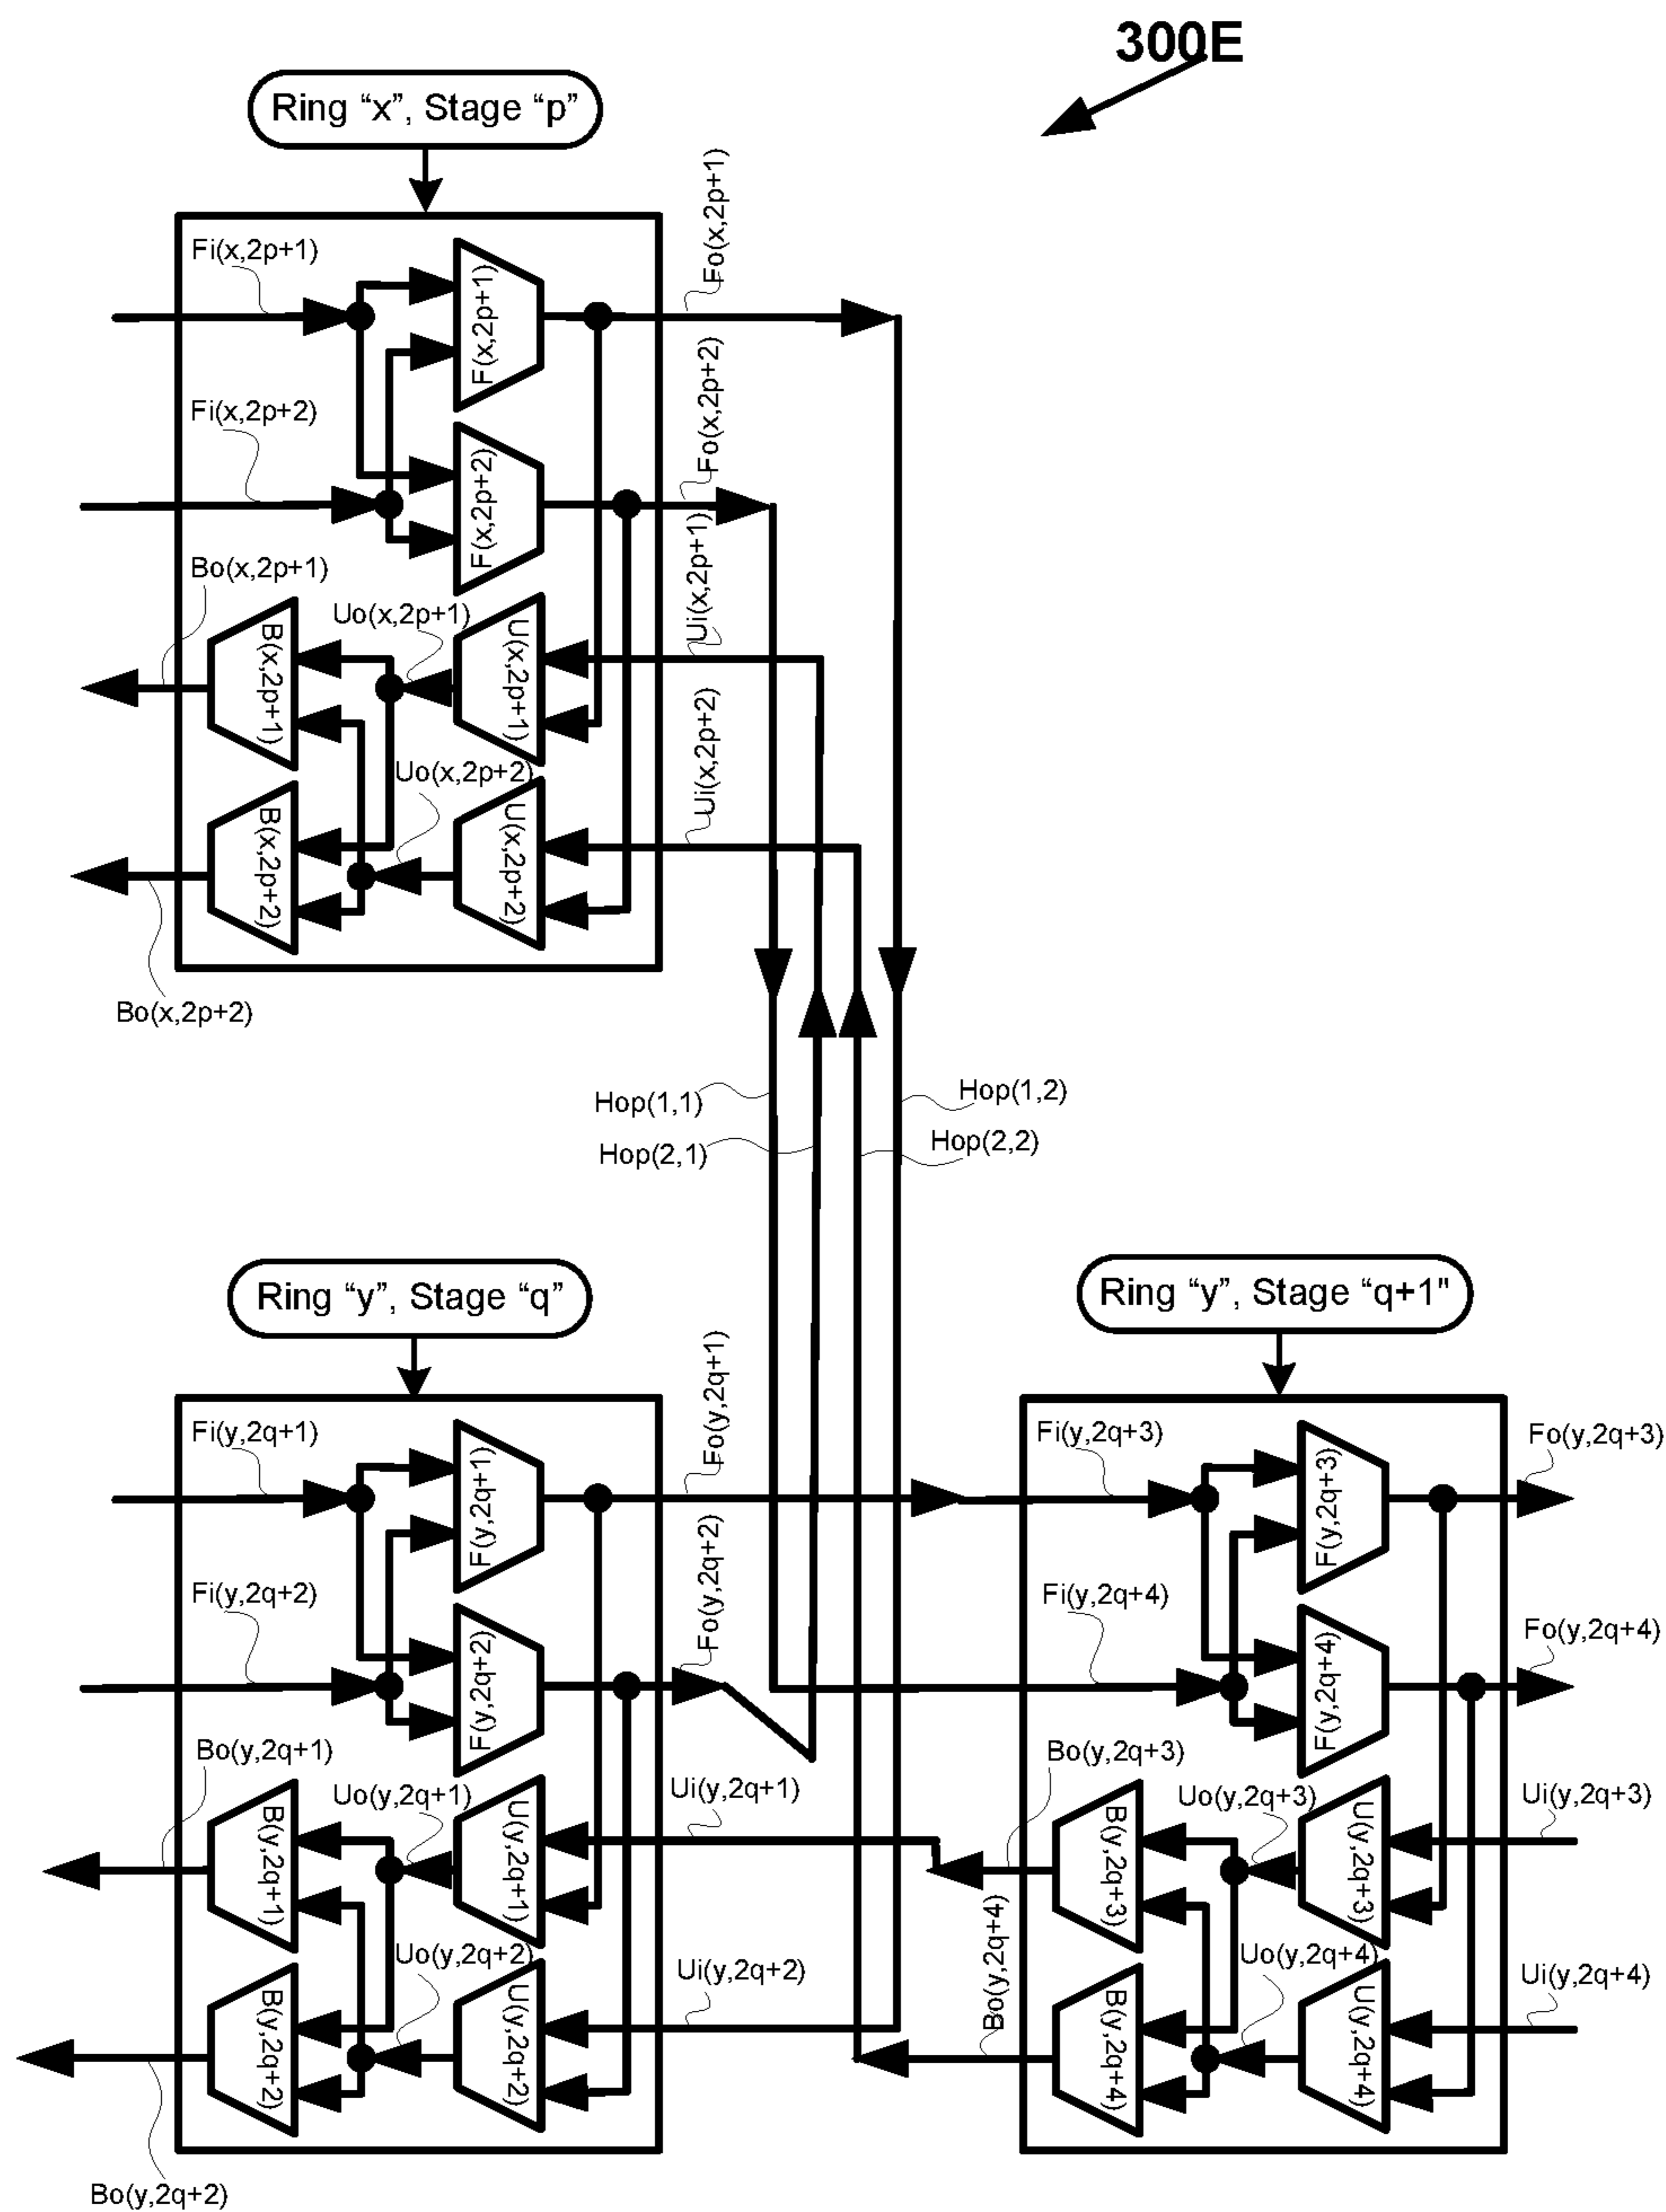 300E
Ring “x”, Stage “p”
Fi(x,2p+1)
F(x,2p+1)
Fo(x,2p+1)
Fi(x,2p+2)
F(x,2p+2)
Fo(x,2p+2)
Bo(x,2p+1)
B(x,2p+1)
Uo(x,2p+1)
U(x,2p+1)
Ui(x,2p+1)
Uo(x,2p+2)
B(x,2p+2)
U(x,2p+2)
Ui(x,2p+2)
Bo(x,2p+2)
Hop(1,1)
Hop(1,2)
Hop(2,1)
Hop(2,2)
Ring “y”, Stage “q”
Ring “y”, Stage “q+1"
Fi(y,2q+1)
F(y,2q+1)
Fo(y,2q+1)
Fi(y,2q+2)
F(y,2q+2)
Fo(y,2q+2)
Bo(y,2q+1)
B(y,2q+1)
Uo(y,2q+1)
U(y,2q+1)
Ui(y,2q+1)
Uo(y,2q+2)
B(y,2q+2)
U(y,2q+2)
Ui(y,2q+2)
Bo(y,2q+2)
Fi(y,2q+3)
F(y,2q+3)
Fo(y,2q+3)
Fi(y,2q+4)
F(y,2q+4)
Fo(y,2q+4)
Bo(y,2q+3)
B(y,2q+3)
Uo(y,2q+3)
U(y,2q+3)
Ui(y,2q+3)
Bo(y,2q+4)
B(y,2q+4)
Uo(y,2q+4)
U(y,2q+4)
Ui(y,2q+4)